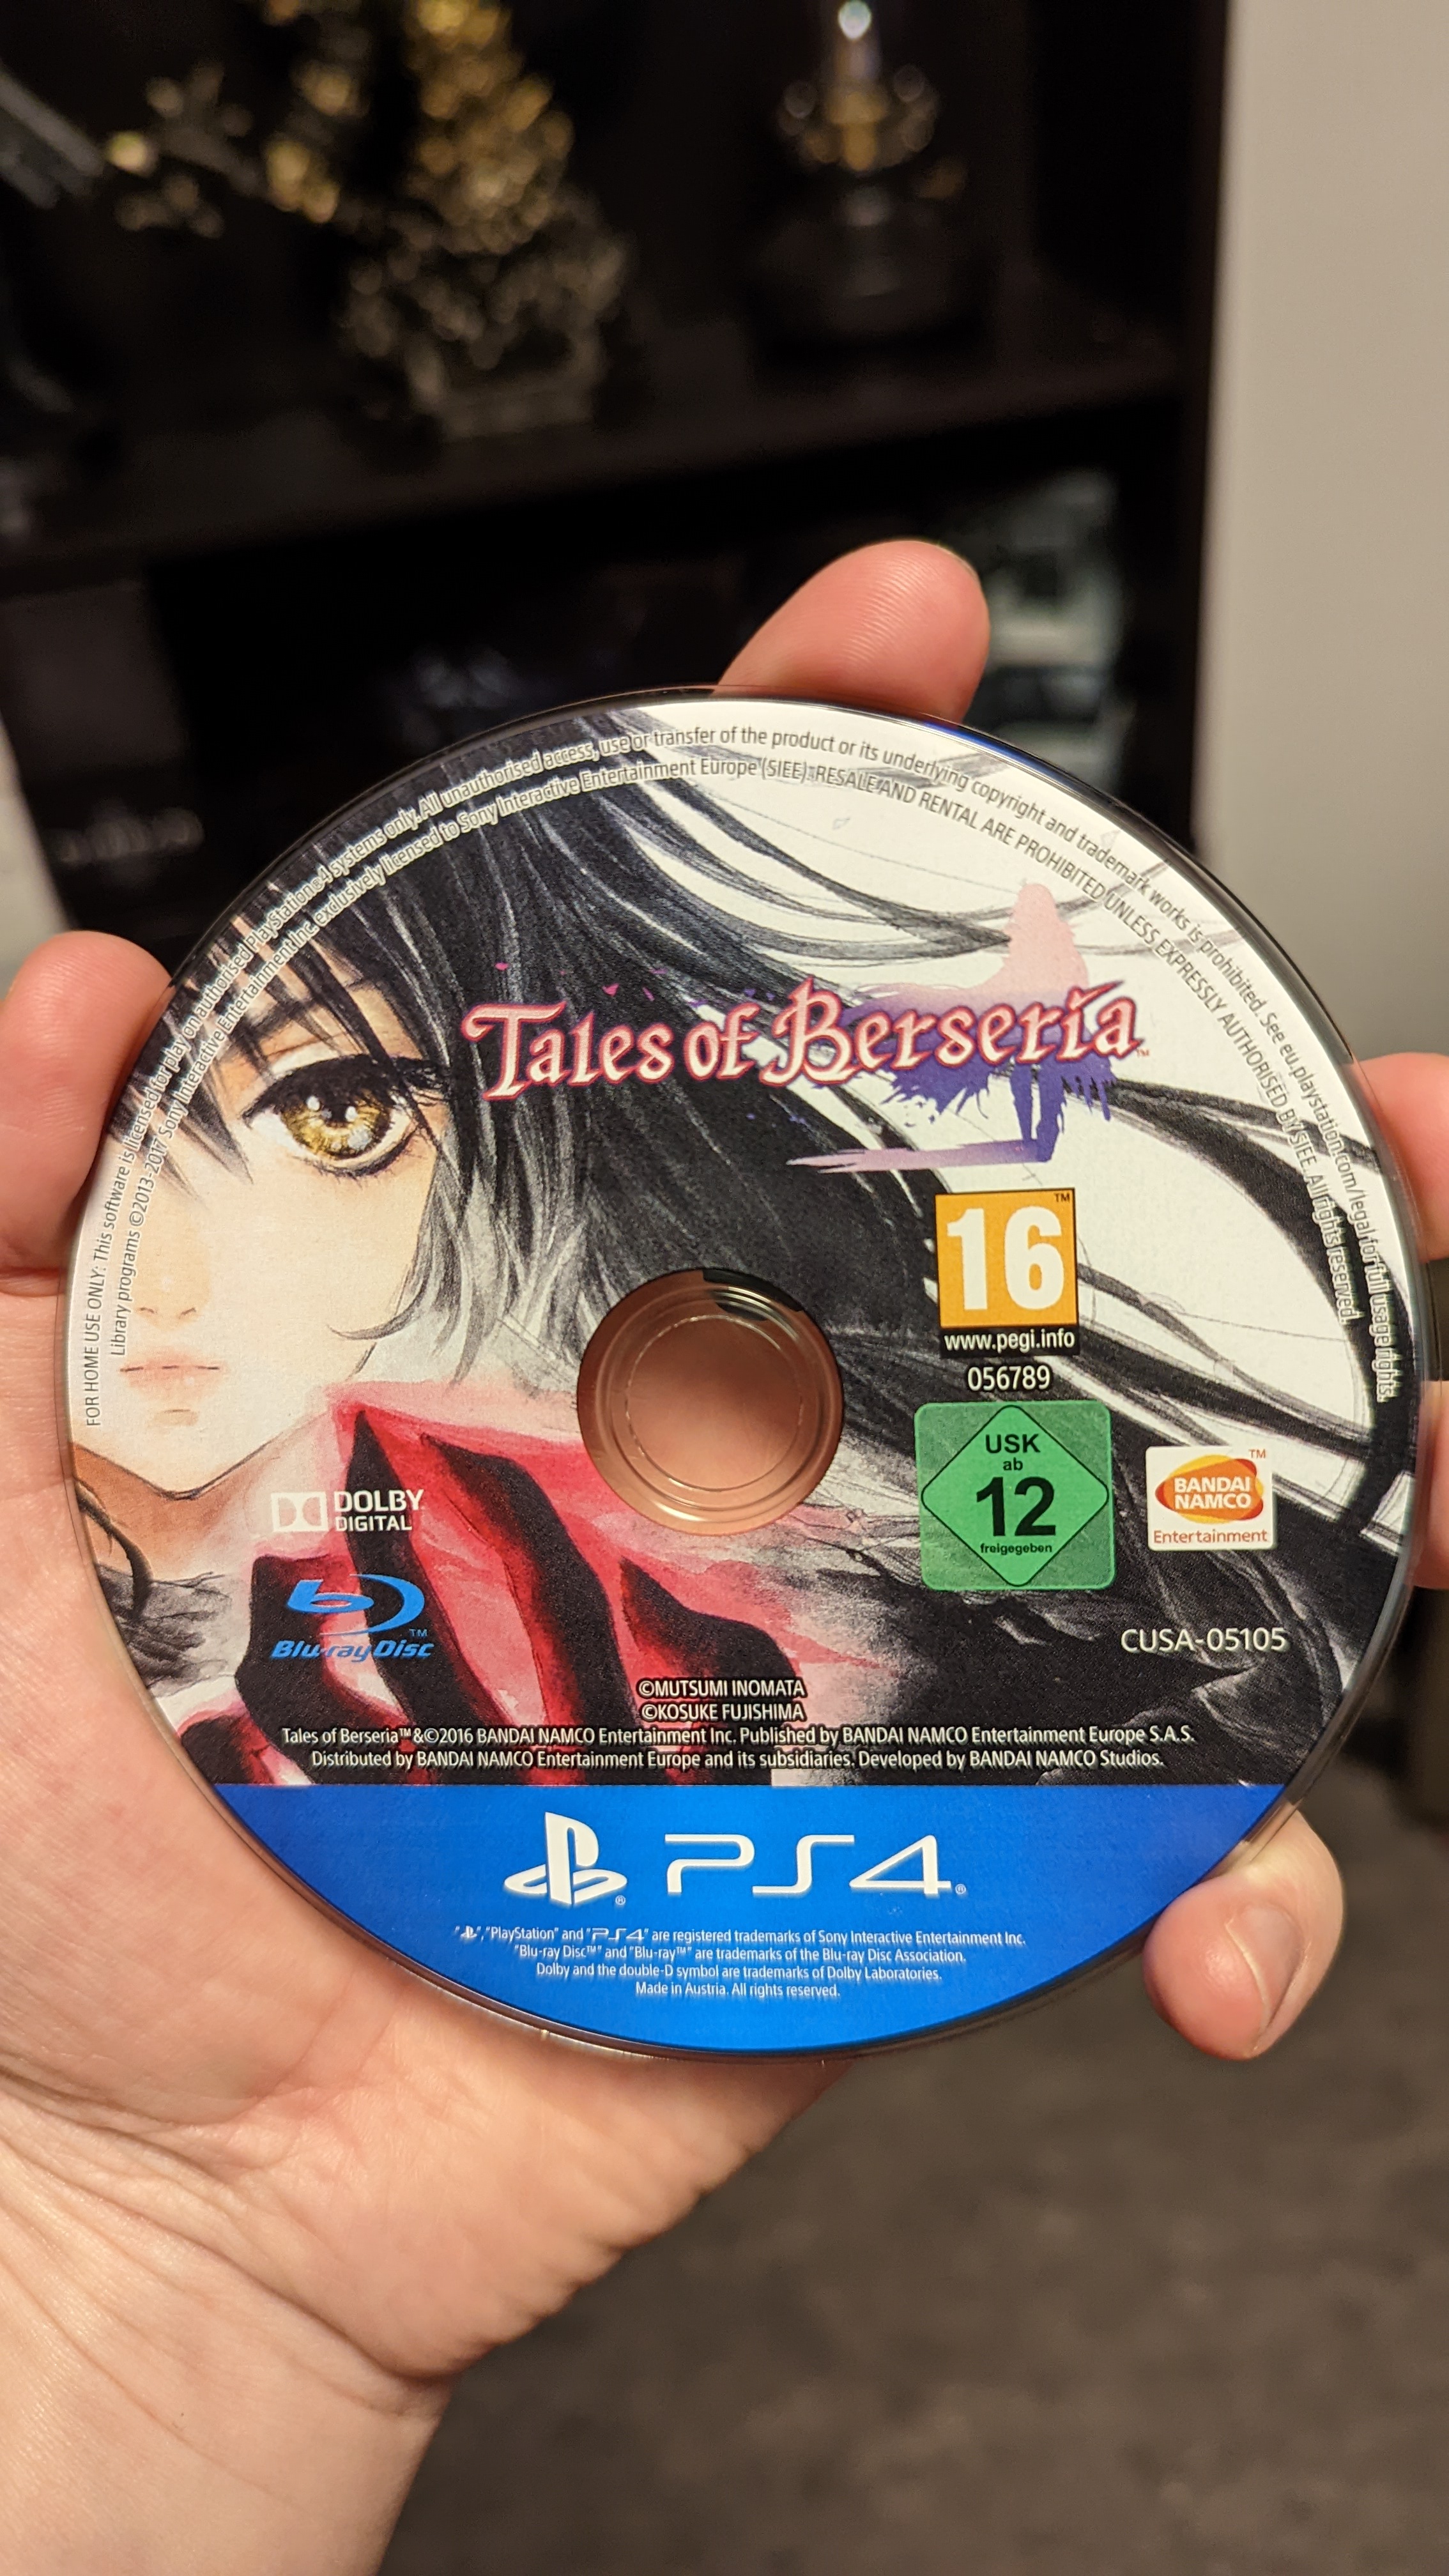 FOR HOME USE ONLY: This software is licensed for play on authorised PlayStation®4 systems only. All unauthorised access, use or transfer of the product or its underlying copyright and trademark works is prohibited. See eu.playstation.com/legal for full usage rights.
Library programs ©2013-2017 Sony Interactive Entertainment Inc. exclusively licensed to Sony Interactive Entertainment Europe (SIEE). RESALE AND RENTAL ARE PROHIBITED UNLESS EXPRESSLY AUTHORISED BY SIEE. All rights reserved.
Tales of Berseria™
16™
www.pegi.info
056789
USK
ab
12
freigegeben
BANDAI™
NAMCO
Entertainment
DOLBY
DIGITAL
Blu-ray Disc™
CUSA-05105
©MUTSUMI INOMATA
©KOSUKE FUJISHIMA
Tales of Berseria™&©2016 BANDAI NAMCO Entertainment Inc. Published by BANDAI NAMCO Entertainment Europe S.A.S.
Distributed by BANDAI NAMCO Entertainment Europe and its subsidiaries. Developed by BANDAI NAMCO Studios.
PS4®
"", "PlayStation" and "PS4" are registered trademarks of Sony Interactive Entertainment Inc.
"Blu-ray Disc™" and "Blu-ray™" are trademarks of the Blu-ray Disc Association.
Dolby and the double-D symbol are trademarks of Dolby Laboratories.
Made in Austria. All rights reserved.